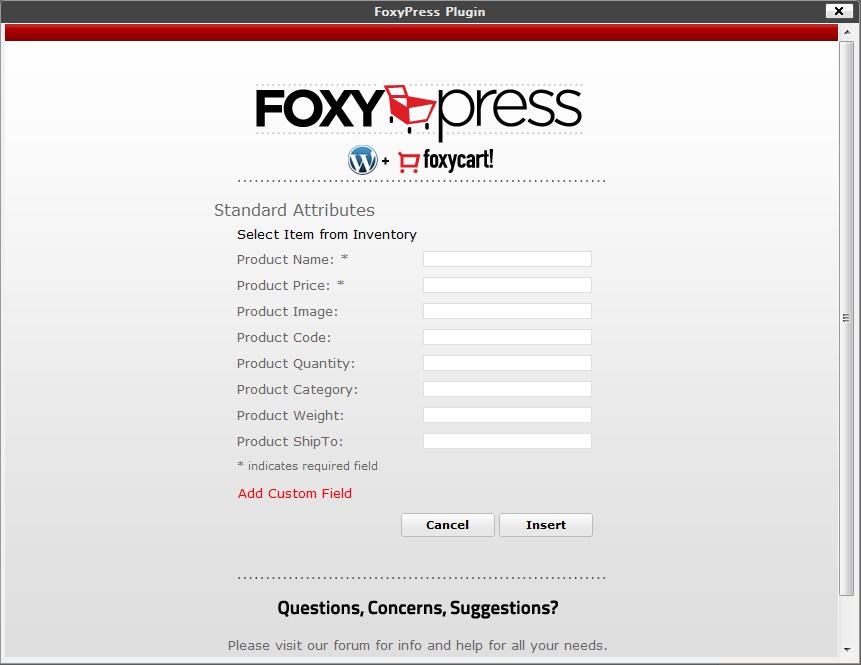 FoxyPress Plugin
FOXY press
W + foxycart!
Standard Attributes
Select Item from Inventory
Product Name: *
Product Price: *
Product Image:
Product Code:
Product Quantity:
Product Category:
Product Weight:
Product ShipTo:
* indicates required field
Add Custom Field
Cancel Insert
Questions, Concerns, Suggestions?
Please visit our forum for info and help for all your needs.